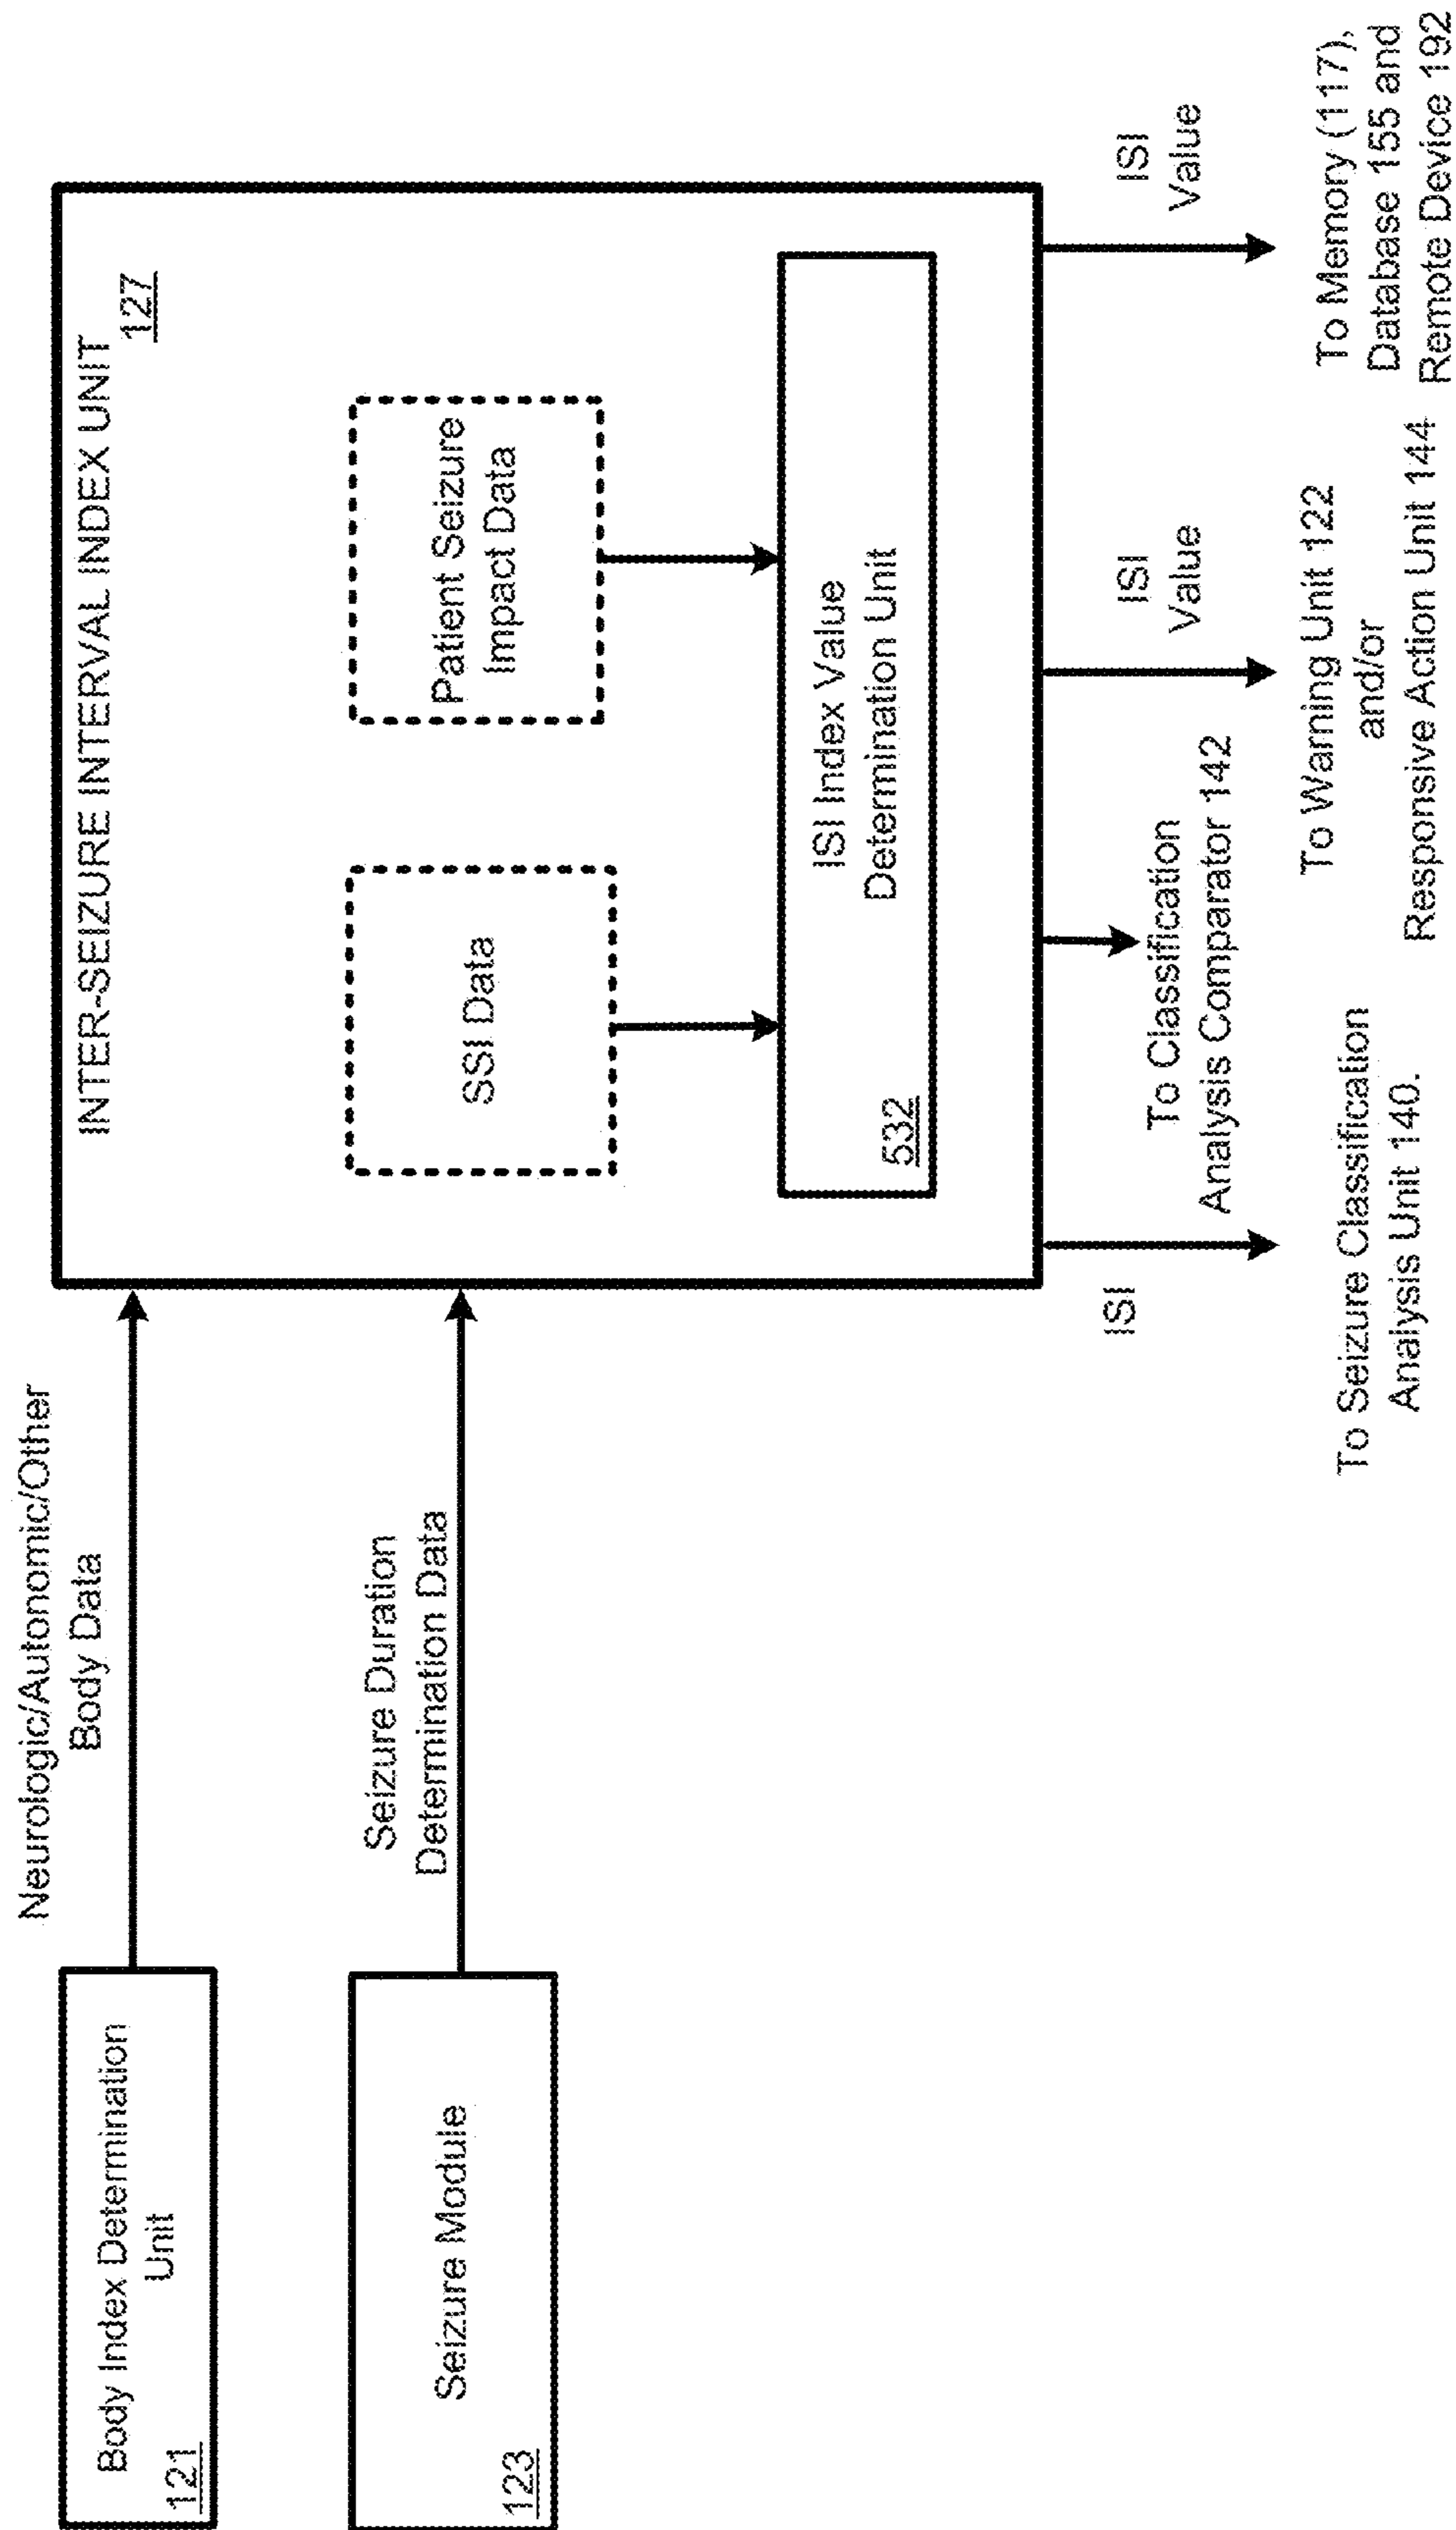 Body Index Determination
Unit
121
Neurologic/Autonomic/Other
Body Data
Seizure Module
123
Seizure Duration
Determination Data
INTER-SEIZURE INTERVAL INDEX UNIT
127
SSI Data
Patient Seizure
Impact Data
ISI Index Value
Determination Unit
532
ISI
To Seizure Classification
Analysis Unit 140.
To Classification
Analysis Comparator 142
ISI
Value
To Warning Unit 122
and/or
Responsive Action Unit 144
ISI
Value
To Memory (117),
Database 155 and
Remote Device 192